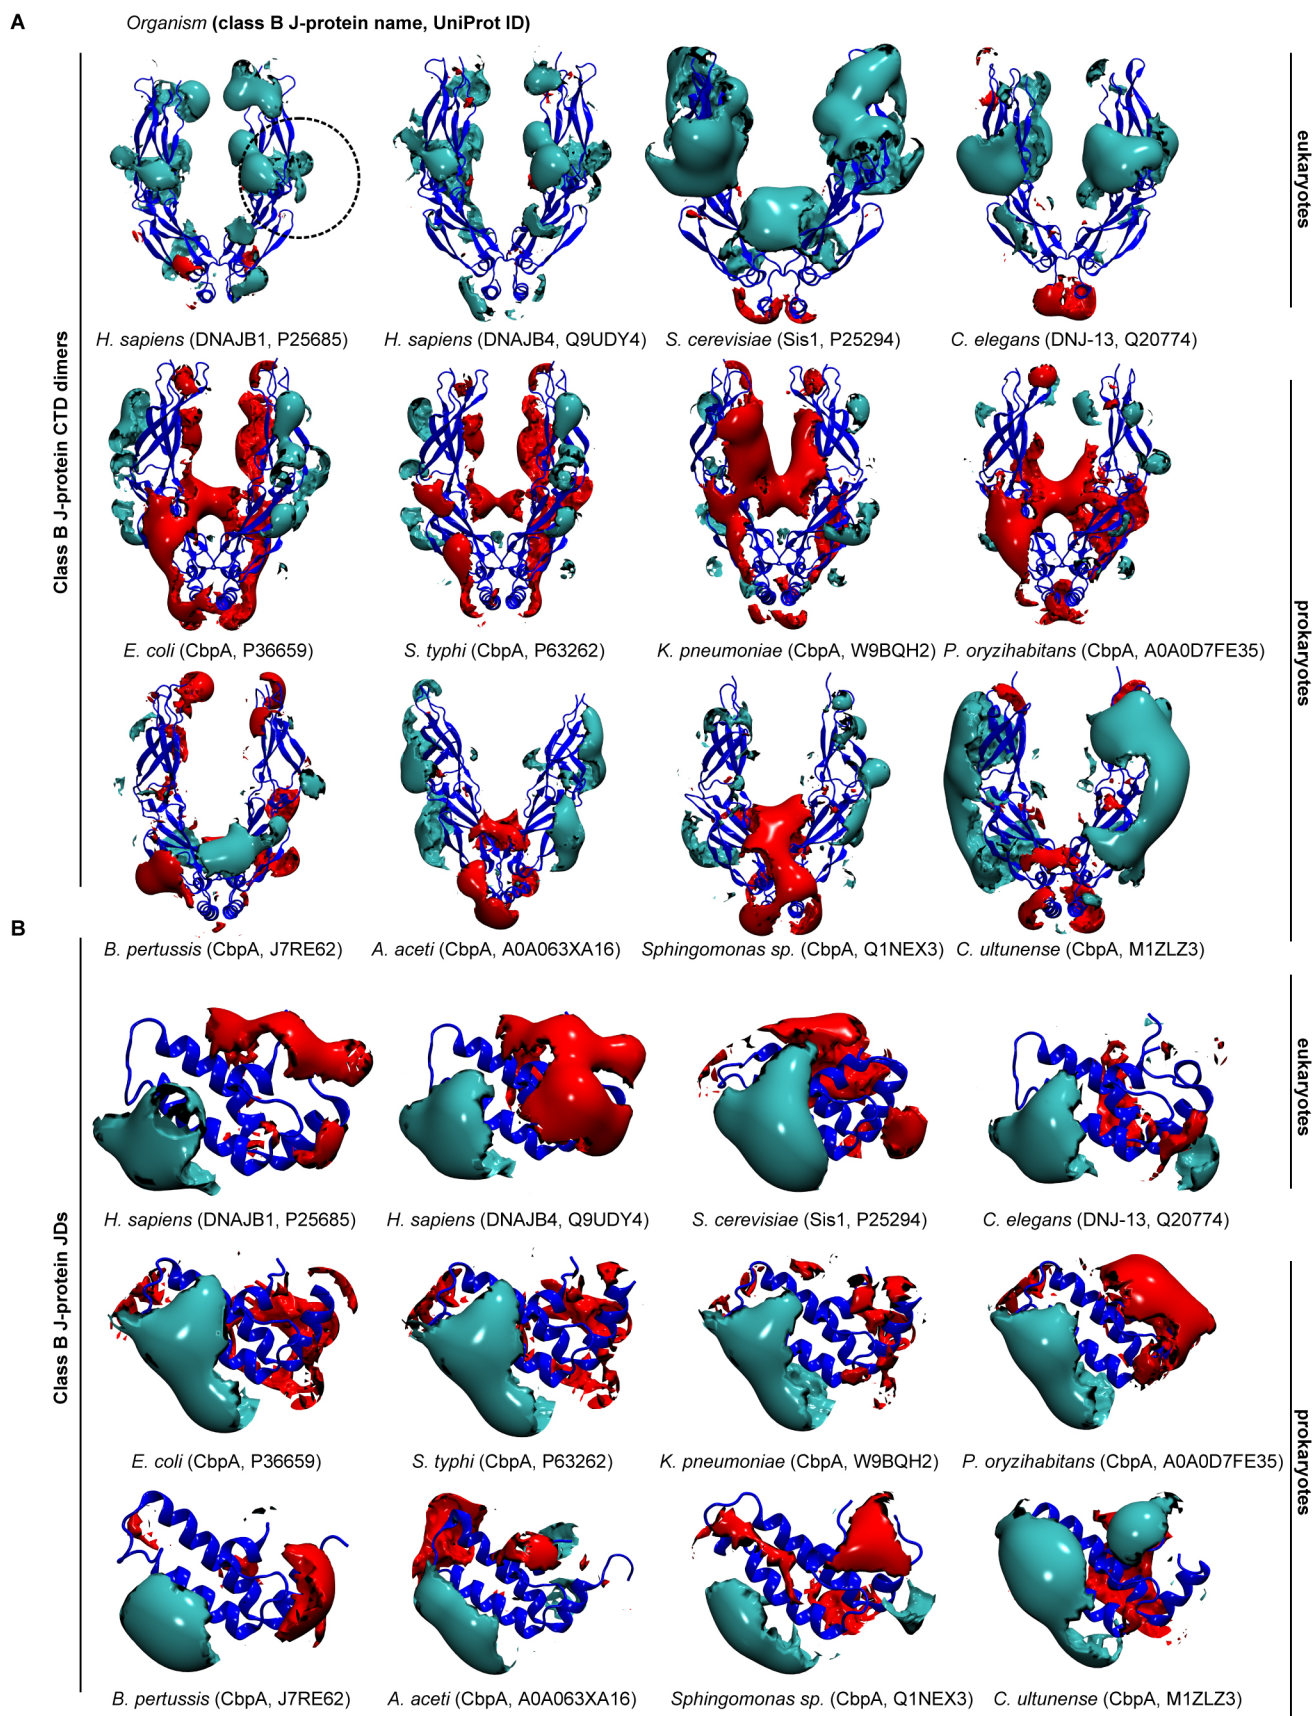 A
Organism (class B J-protein name, UniProt ID)
Class B J-protein CTD dimers
eukaryotes
H. sapiens (DNAJB1, P25685)
H. sapiens (DNAJB4, Q9UDY4)
S. cerevisiae (Sis1, P25294)
C. elegans (DNJ-13, Q20774)
prokaryotes
E. coli (CbpA, P36659)
S. typhi (CbpA, P63262)
K. pneumoniae (CbpA, W9BQH2)
P. oryzihabitans (CbpA, A0A0D7FE35)
B. pertussis (CbpA, J7RE62)
A. aceti (CbpA, A0A063XA16)
Sphingomonas sp. (CbpA, Q1NEX3)
C. ultunense (CbpA, M1ZLZ3)
B
Class B J-protein JDs
eukaryotes
H. sapiens (DNAJB1, P25685)
H. sapiens (DNAJB4, Q9UDY4)
S. cerevisiae (Sis1, P25294)
C. elegans (DNJ-13, Q20774)
prokaryotes
E. coli (CbpA, P36659)
S. typhi (CbpA, P63262)
K. pneumoniae (CbpA, W9BQH2)
P. oryzihabitans (CbpA, A0A0D7FE35)
B. pertussis (CbpA, J7RE62)
A. aceti (CbpA, A0A063XA16)
Sphingomonas sp. (CbpA, Q1NEX3)
C. ultunense (CbpA, M1ZLZ3)